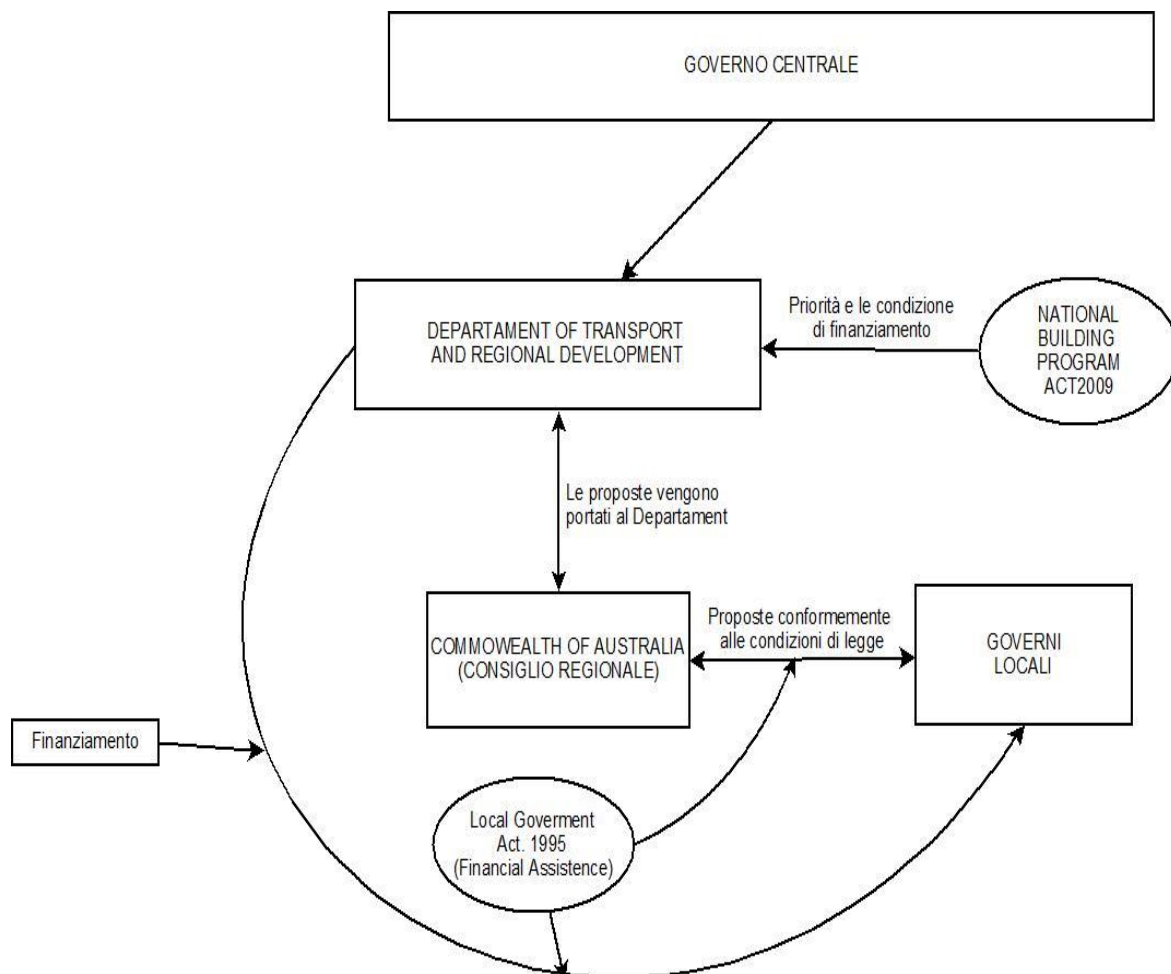 GOVERNO CENTRALE
DEPARTAMENT OF TRANSPORT
AND REGIONAL DEVELOPMENT
Priorità e le condizione
di finanziamento
NATIONAL
BUILDING
PROGRAM
ACT2009
Le proposte vengono
portati al Departament
COMMOWEALTH OF AUSTRALIA
(CONSIGLIO REGIONALE)
Proposte conformemente
alle condizioni di legge
GOVERNI
LOCALI
Finanziamento
Local Goverment
Act. 1995
(Financial Assistence)